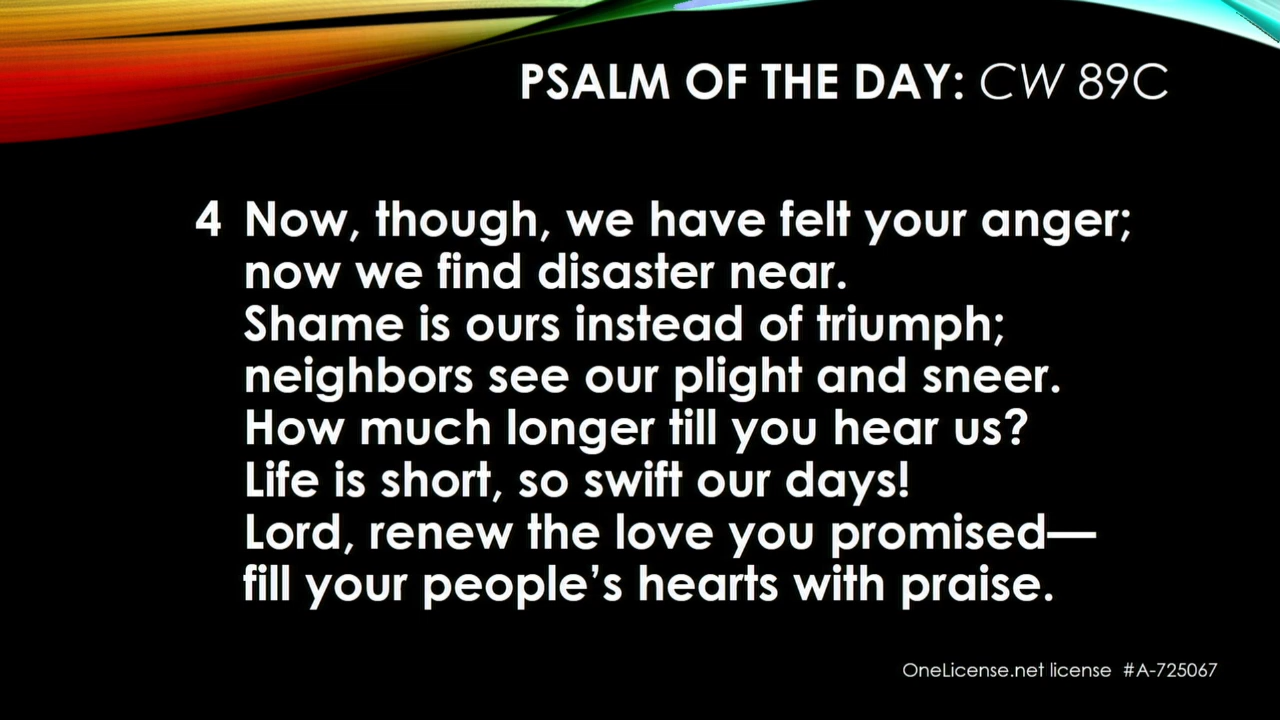 PSALM OF THE DAY: CW 89C
4 Now, though, we have felt your anger;
now we find disaster near.
Shame is ours instead of triumph;
neighbors see our plight and sneer.
How much longer till you hear us?
Life is short, so swift our days!
Lord, renew the love you promised—
fill your people’s hearts with praise.
OneLicense.net license #A-725067